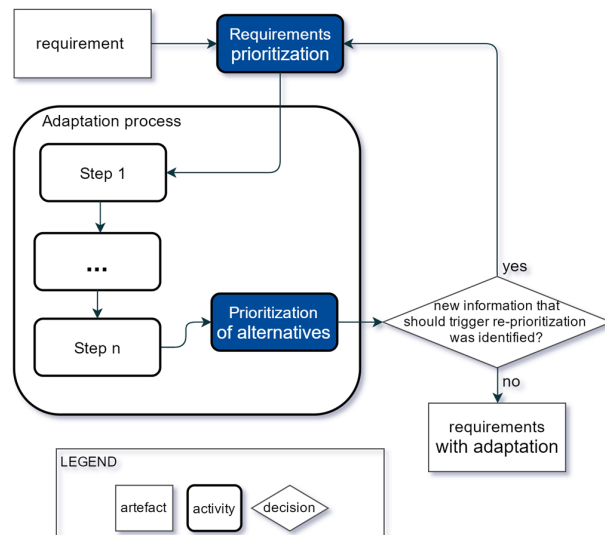 requirement
Requirements
prioritization
Adaptation process
Step 1
...
Step n
Prioritization
of alternatives
new information that
should trigger re-prioritization
was identified?
yes
no
requirements
with adaptation
LEGEND
artefact
activity
decision